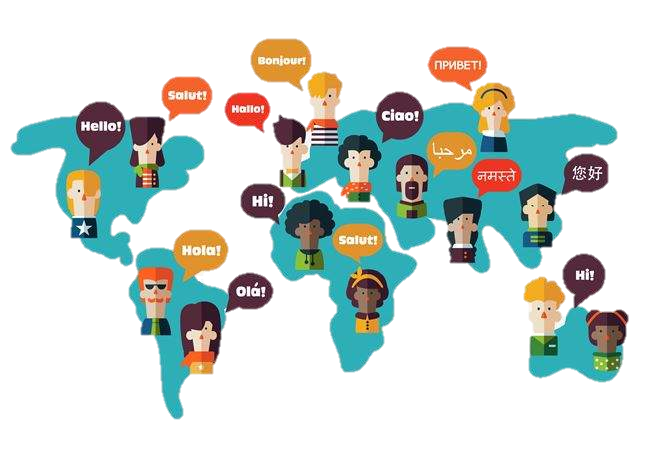 Bonjour!
ПРИВЕТ!
Salut!
Hallo!
Ciao!
Hello!
مرحبا
नमस्ते
您好
Hi!
Salut!
Hola!
Olá!
Hi!